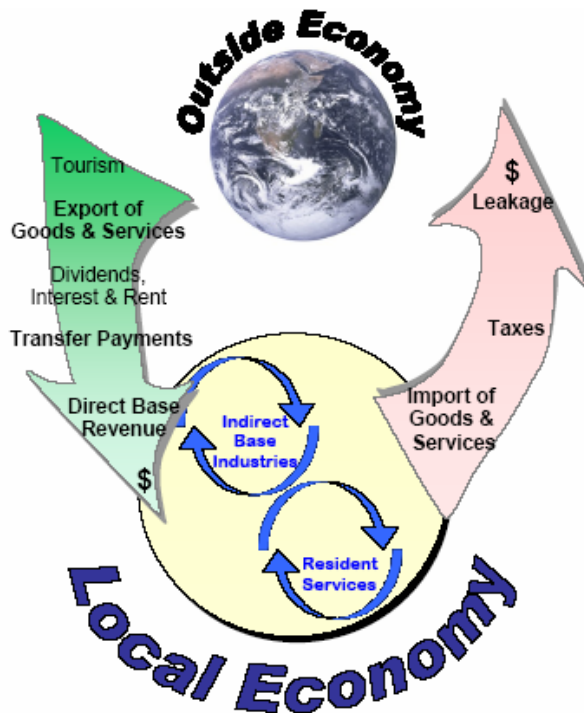 Outside Economy
Tourism
Export of
Goods & Services
Dividends,
Interest & Rent
Transfer Payments
Direct Base
Revenue
$
$
Leakage
Taxes
Import of
Goods &
Services
Indirect
Base
Industries
Resident
Services
Local Economy